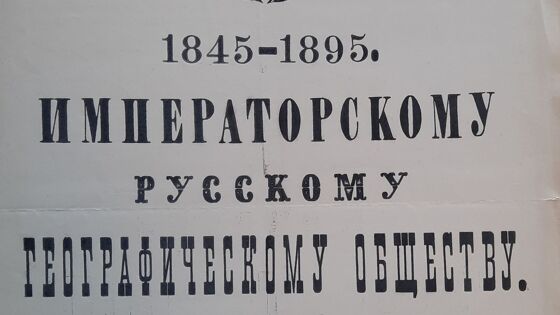 1845–1895.
ИМПЕРАТОРСКОМУ
РУССКОМУ
ГЕОГРАФИЧЕСКОМУ ОБЩЕСТВУ.